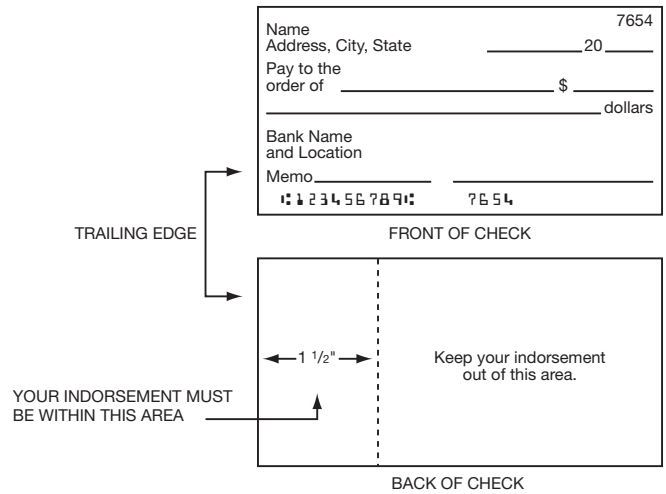 7654
Name
Address, City, State 20
Pay to the
order of $
dollars
Bank Name
and Location
Memo
⑆123456789⑆ 7654
TRAILING EDGE
FRONT OF CHECK
1 1/2"
Keep your indorsement
out of this area.
YOUR INDORSEMENT MUST
BE WITHIN THIS AREA
BACK OF CHECK